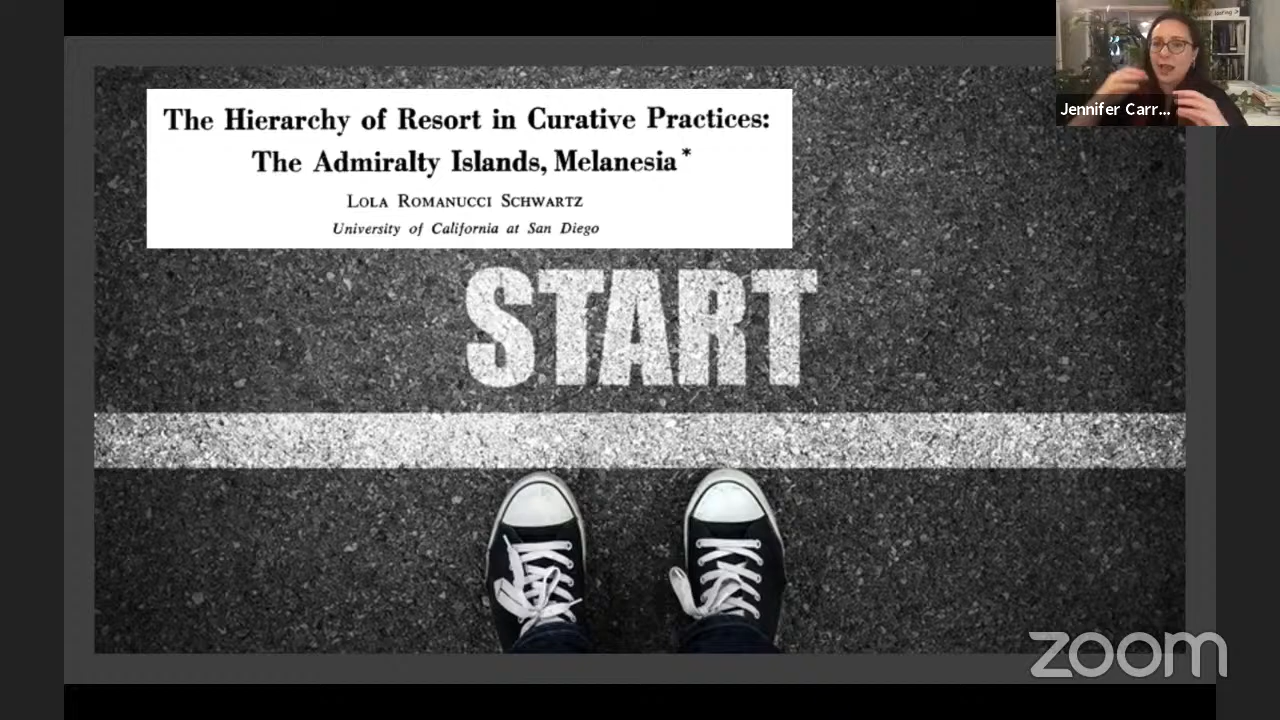 The Hierarchy of Resort in Curative Practices:
The Admiralty Islands, Melanesia*
LOLA ROMANUCCI SCHWARTZ
University of California at San Diego
START
Jennifer Carr...
zoom